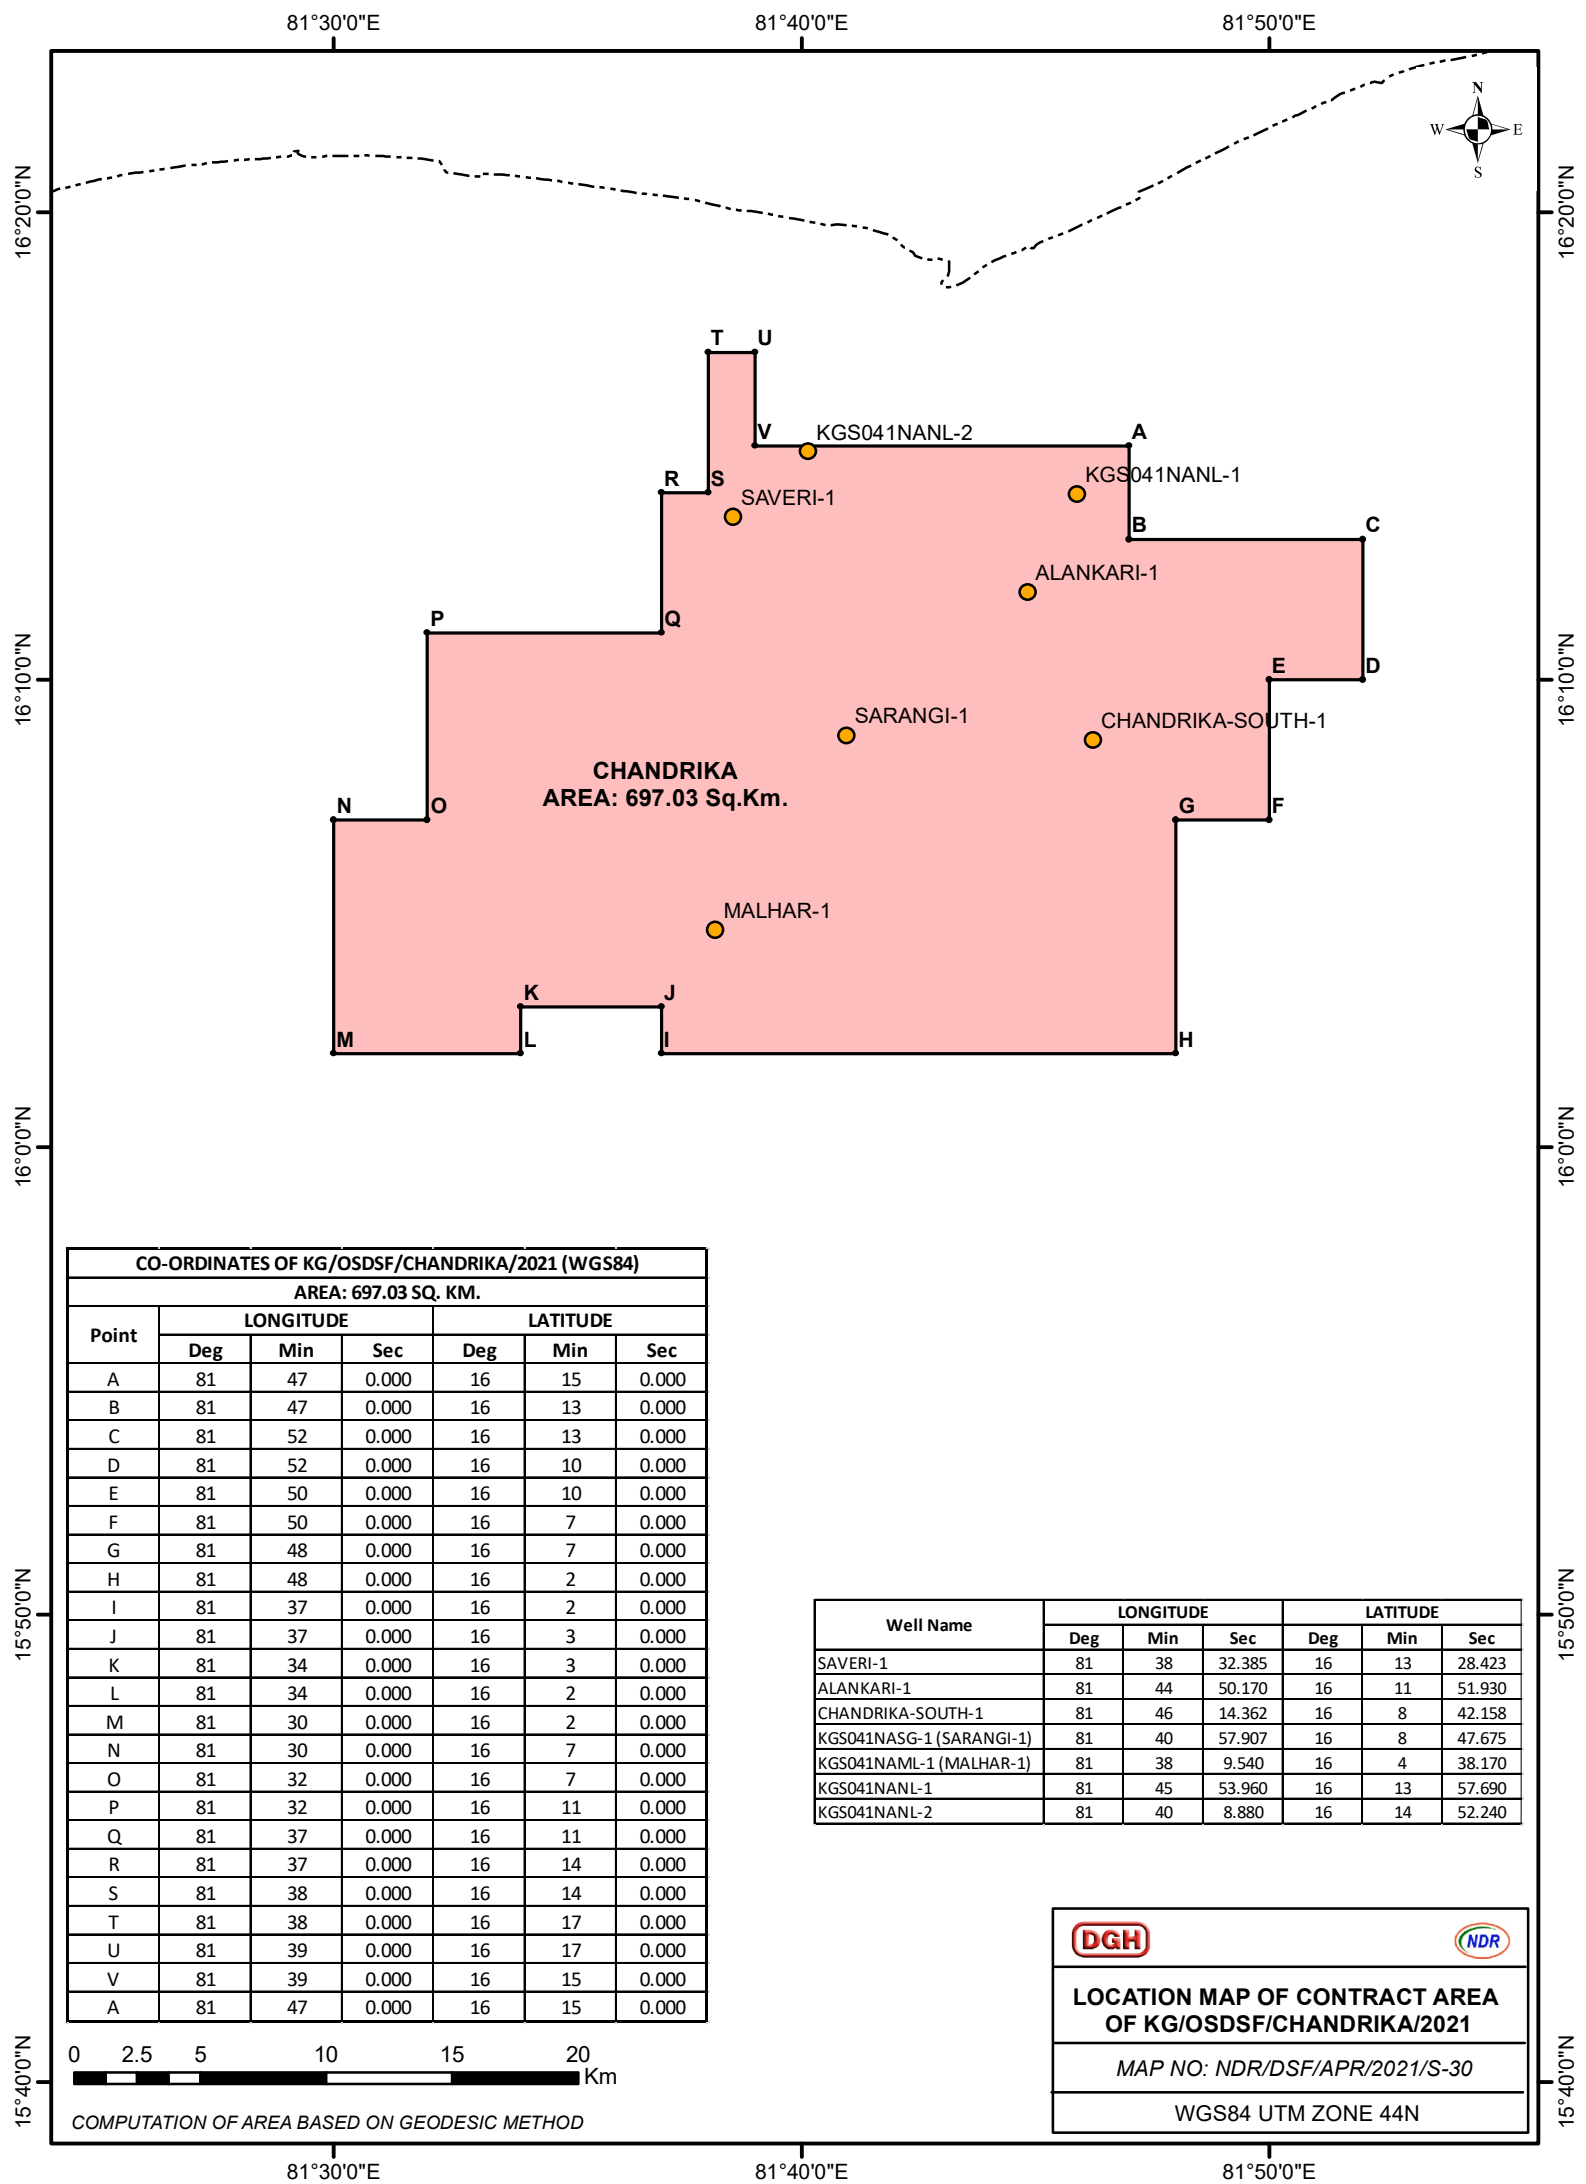 81°30'0"E 81°40'0"E 81°50'0"E
N
W E
S
16°20'0"N 16°20'0"N
T U
V KGS041NANL-2 A
R S KGS041NANL-1
SAVERI-1
B C
ALANKARI-1
P Q
16°10'0"N E D 16°10'0"N
SARANGI-1 CHANDRIKA-SOUTH-1
CHANDRIKA
AREA: 697.03 Sq.Km.
N O G F
MALHAR-1
K J
M L I H
16°0'0"N 16°0'0"N
CO-ORDINATES OF KG/OSDSF/CHANDRIKA/2021 (WGS84)
AREA: 697.03 SQ. KM.
Point LONGITUDE LATITUDE
Deg Min Sec Deg Min Sec
A 81 47 0.000 16 15 0.000
B 81 47 0.000 16 13 0.000
C 81 52 0.000 16 13 0.000
D 81 52 0.000 16 10 0.000
E 81 50 0.000 16 10 0.000
F 81 50 0.000 16 7 0.000
G 81 48 0.000 16 7 0.000
H 81 48 0.000 16 2 0.000
I 81 37 0.000 16 2 0.000
J 81 37 0.000 16 3 0.000
K 81 34 0.000 16 3 0.000
L 81 34 0.000 16 2 0.000
M 81 30 0.000 16 2 0.000
N 81 30 0.000 16 7 0.000
O 81 32 0.000 16 7 0.000
P 81 32 0.000 16 11 0.000
Q 81 37 0.000 16 11 0.000
R 81 37 0.000 16 14 0.000
S 81 38 0.000 16 14 0.000
T 81 38 0.000 16 17 0.000
U 81 39 0.000 16 17 0.000
V 81 39 0.000 16 15 0.000
A 81 47 0.000 16 15 0.000
15°50'0"N 15°50'0"N
Well Name LONGITUDE LATITUDE
Deg Min Sec Deg Min Sec
SAVERI-1 81 38 32.385 16 13 28.423
ALANKARI-1 81 44 50.170 16 11 51.930
CHANDRIKA-SOUTH-1 81 46 14.362 16 8 42.158
KGS041NASG-1 (SARANGI-1) 81 40 57.907 16 8 47.675
KGS041NAML-1 (MALHAR-1) 81 38 9.540 16 4 38.170
KGS041NANL-1 81 45 53.960 16 13 57.690
KGS041NANL-2 81 40 8.880 16 14 52.240
DGH NDR
LOCATION MAP OF CONTRACT AREA
OF KG/OSDSF/CHANDRIKA/2021
MAP NO: NDR/DSF/APR/2021/S-30
WGS84 UTM ZONE 44N
0 2.5 5 10 15 20
Km
15°40'0"N 15°40'0"N
COMPUTATION OF AREA BASED ON GEODESIC METHOD
81°30'0"E 81°40'0"E 81°50'0"E